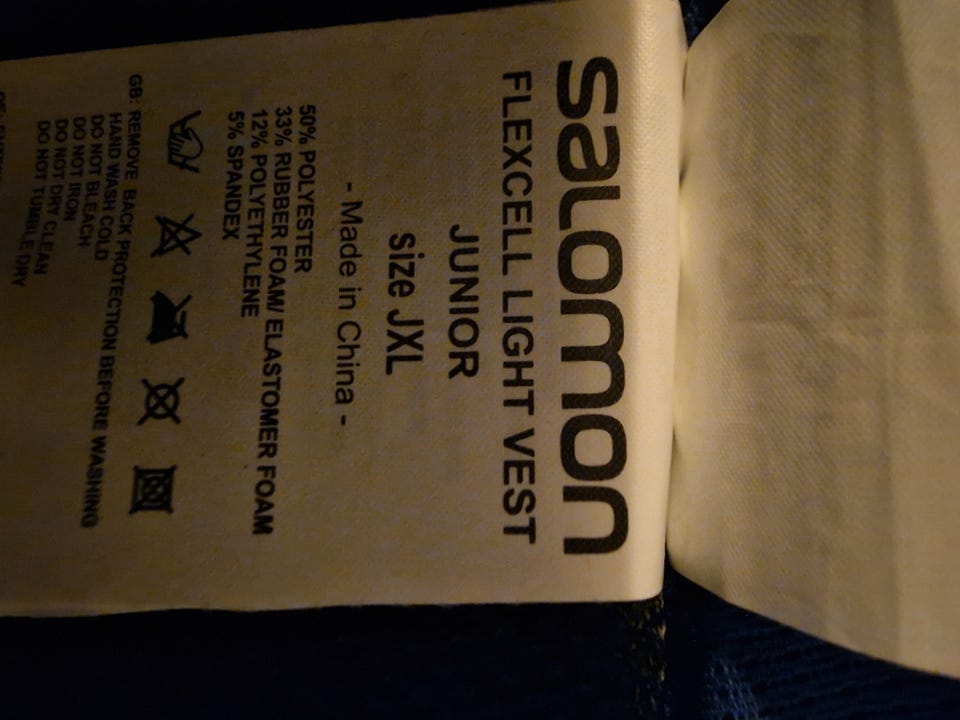 salomon
FLEXCELL LIGHT VEST
JUNIOR
size JXL
- Made in China -
50% POLYESTER
33% RUBBER FOAM/ ELASTOMER FOAM
12% POLYETHYLENE
5% SPANDEX
GB: REMOVE BACK PROTECTION BEFORE WASHING
HAND WASH COLD
DO NOT BLEACH
DO NOT IRON
DO NOT DRY CLEAN
DO NOT TUMBLE DRY